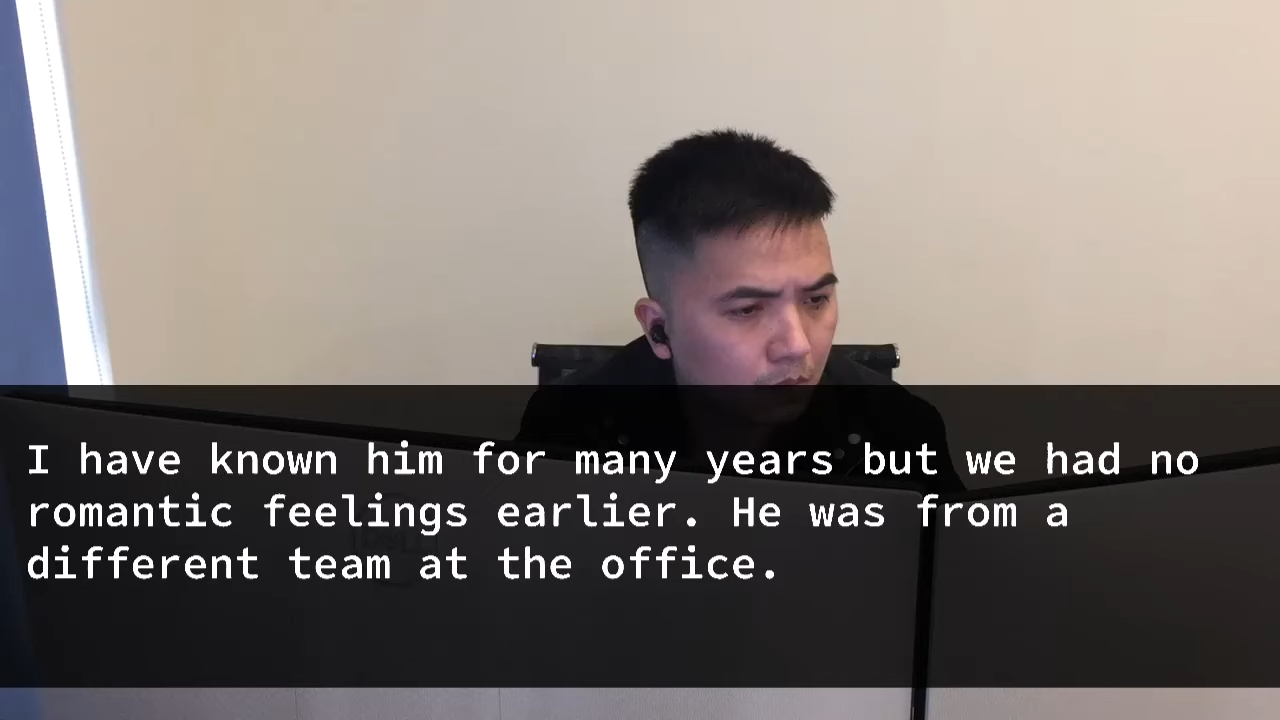 I have known him for many years but we had no
romantic feelings earlier. He was from a
different team at the office.